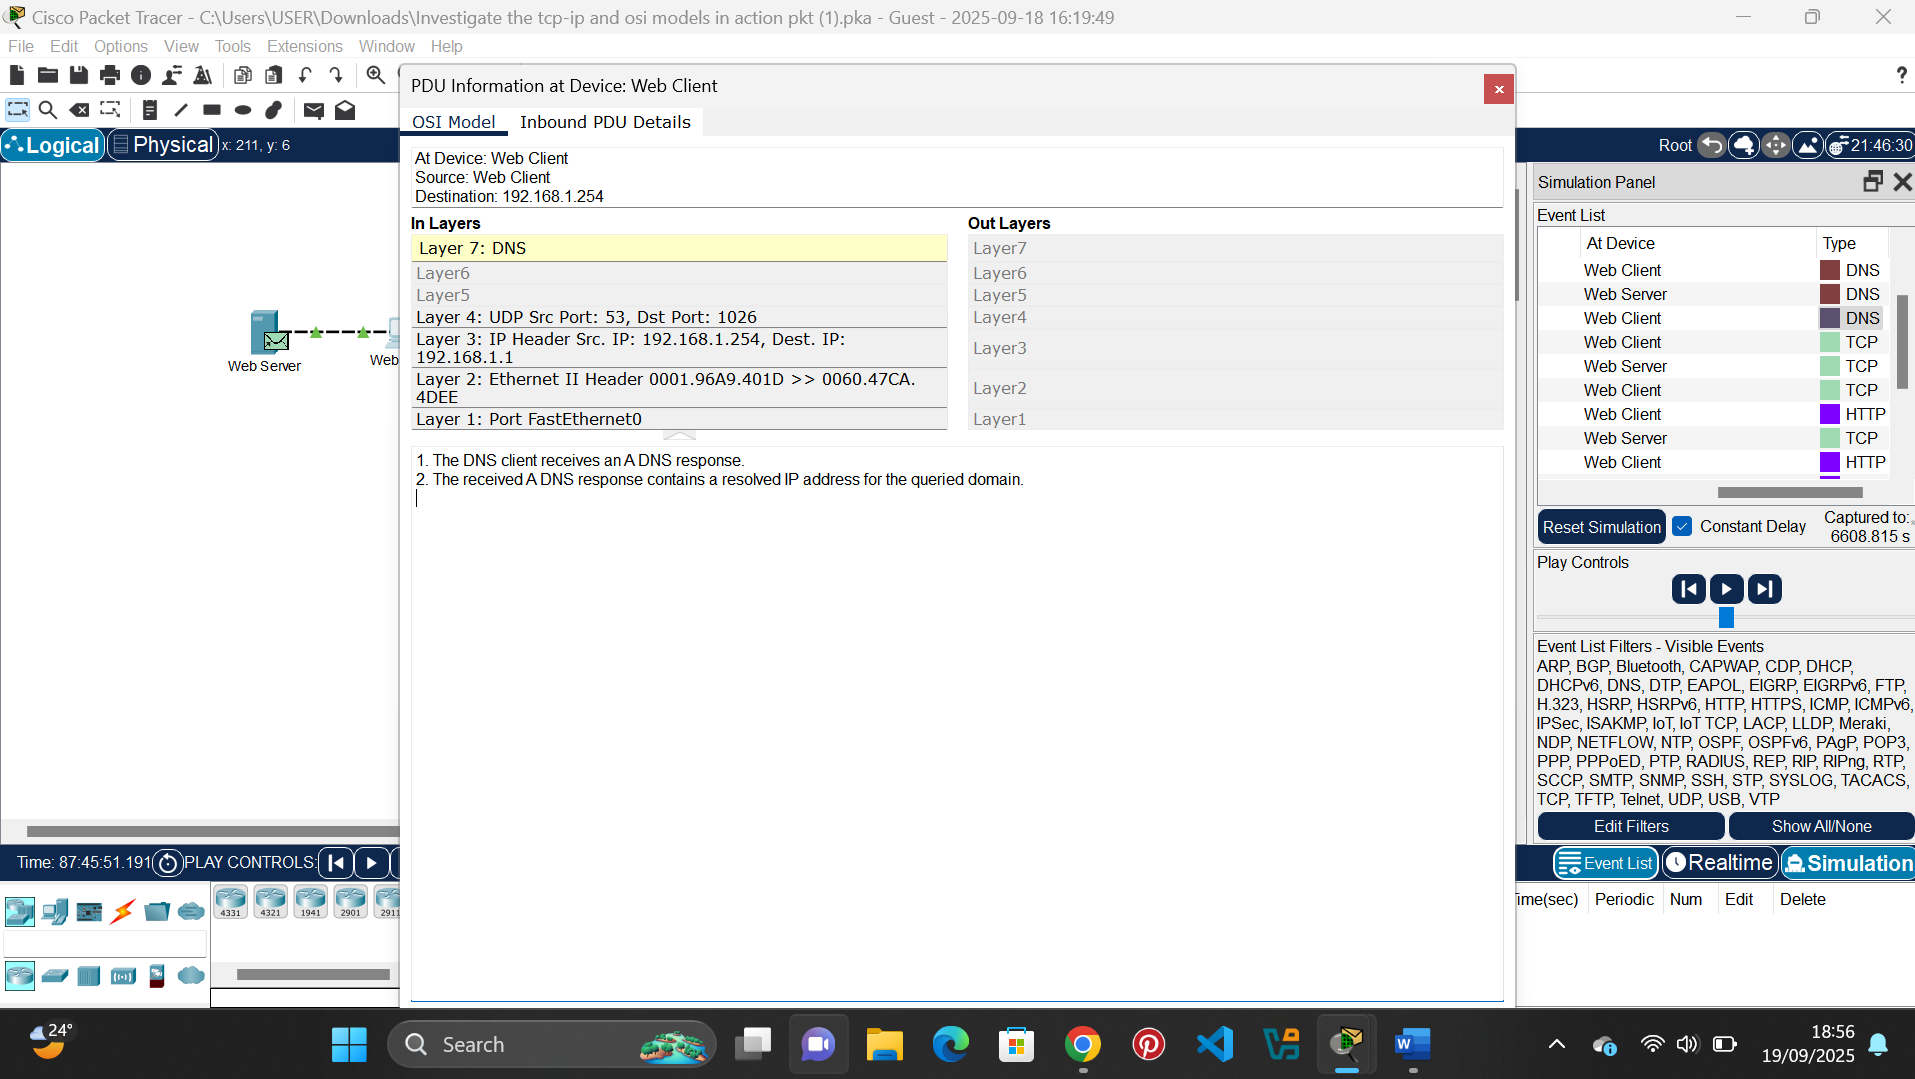 Cisco Packet Tracer - C:\Users\USER\Downloads\Investigate the tcp-ip and osi models in action pkt (1).pka - Guest - 2025-09-18 16:19:49
File Edit Options View Tools Extensions Window Help
?
PDU Information at Device: Web Client
OSI Model Inbound PDU Details
Logical Physical x: 211, y: 6
Root 21:46:30
At Device: Web Client
Source: Web Client
Destination: 192.168.1.254
In Layers
Layer 7: DNS
Layer6
Layer5
Layer 4: UDP Src Port: 53, Dst Port: 1026
Layer 3: IP Header Src. IP: 192.168.1.254, Dest. IP:
192.168.1.1
Layer 2: Ethernet II Header 0001.96A9.401D >> 0060.47CA.
4DEE
Layer 1: Port FastEthernet0
Out Layers
Layer7
Layer6
Layer5
Layer4
Layer3
Layer2
Layer1
1. The DNS client receives an A DNS response.
2. The received A DNS response contains a resolved IP address for the queried domain.
Web Server
Web
Simulation Panel
Event List
At Device Type
Web Client DNS
Web Server DNS
Web Client DNS
Web Client TCP
Web Server TCP
Web Client TCP
Web Client HTTP
Web Server TCP
Web Client HTTP
Reset Simulation Constant Delay Captured to:
6608.815 s
Play Controls
Event List Filters - Visible Events
ARP, BGP, Bluetooth, CAPWAP, CDP, DHCP,
DHCPv6, DNS, DTP, EAPOL, EIGRP, EIGRPv6, FTP,
H.323, HSRP, HSRPv6, HTTP, HTTPS, ICMP, ICMPv6,
IPSec, ISAKMP, IoT, IoT TCP, LACP, LLDP, Meraki,
NDP, NETFLOW, NTP, OSPF, OSPFv6, PAgP, POP3,
PPP, PPPoED, PTP, RADIUS, REP, RIP, RIPng, RTP,
SCCP, SMTP, SNMP, SSH, STP, SYSLOG, TACACS,
TCP, TFTP, Telnet, UDP, USB, VTP
Edit Filters Show All/None
Time: 87:45:51.191 PLAY CONTROLS:
Event List Realtime Simulation
4331 4321 1941 2901 2911
ime(sec) Periodic Num Edit Delete
24°
Search
18:56
19/09/2025